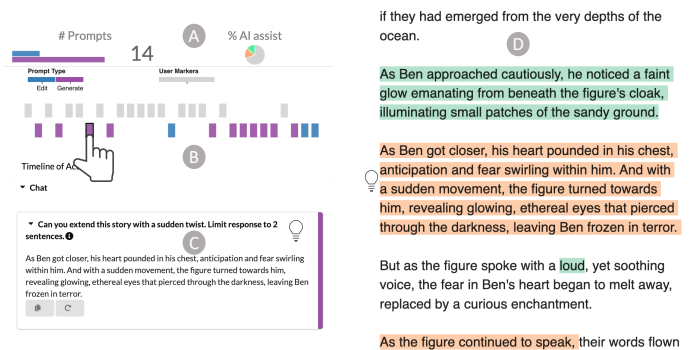 # Prompts
14
A
% AI assist
Prompt Type
User Markers
Edit
Generate
B
Timeline of Ac
Chat
Can you extend this story with a sudden twist. Limit response to 2
sentences.
C
As Ben got closer, his heart pounded in his chest, anticipation and fear swirling
within him. And with a sudden movement, the figure turned towards him,
revealing glowing, ethereal eyes that pierced through the darkness, leaving Ben
frozen in terror.
if they had emerged from the very depths of the
ocean.
D
As Ben approached cautiously, he noticed a faint
glow emanating from beneath the figure's cloak,
illuminating small patches of the sandy ground.
As Ben got closer, his heart pounded in his chest,
anticipation and fear swirling within him. And with
a sudden movement, the figure turned towards
him, revealing glowing, ethereal eyes that pierced
through the darkness, leaving Ben frozen in terror.
But as the figure spoke with a loud, yet soothing
voice, the fear in Ben's heart began to melt away,
replaced by a curious enchantment.
As the figure continued to speak, their words flown